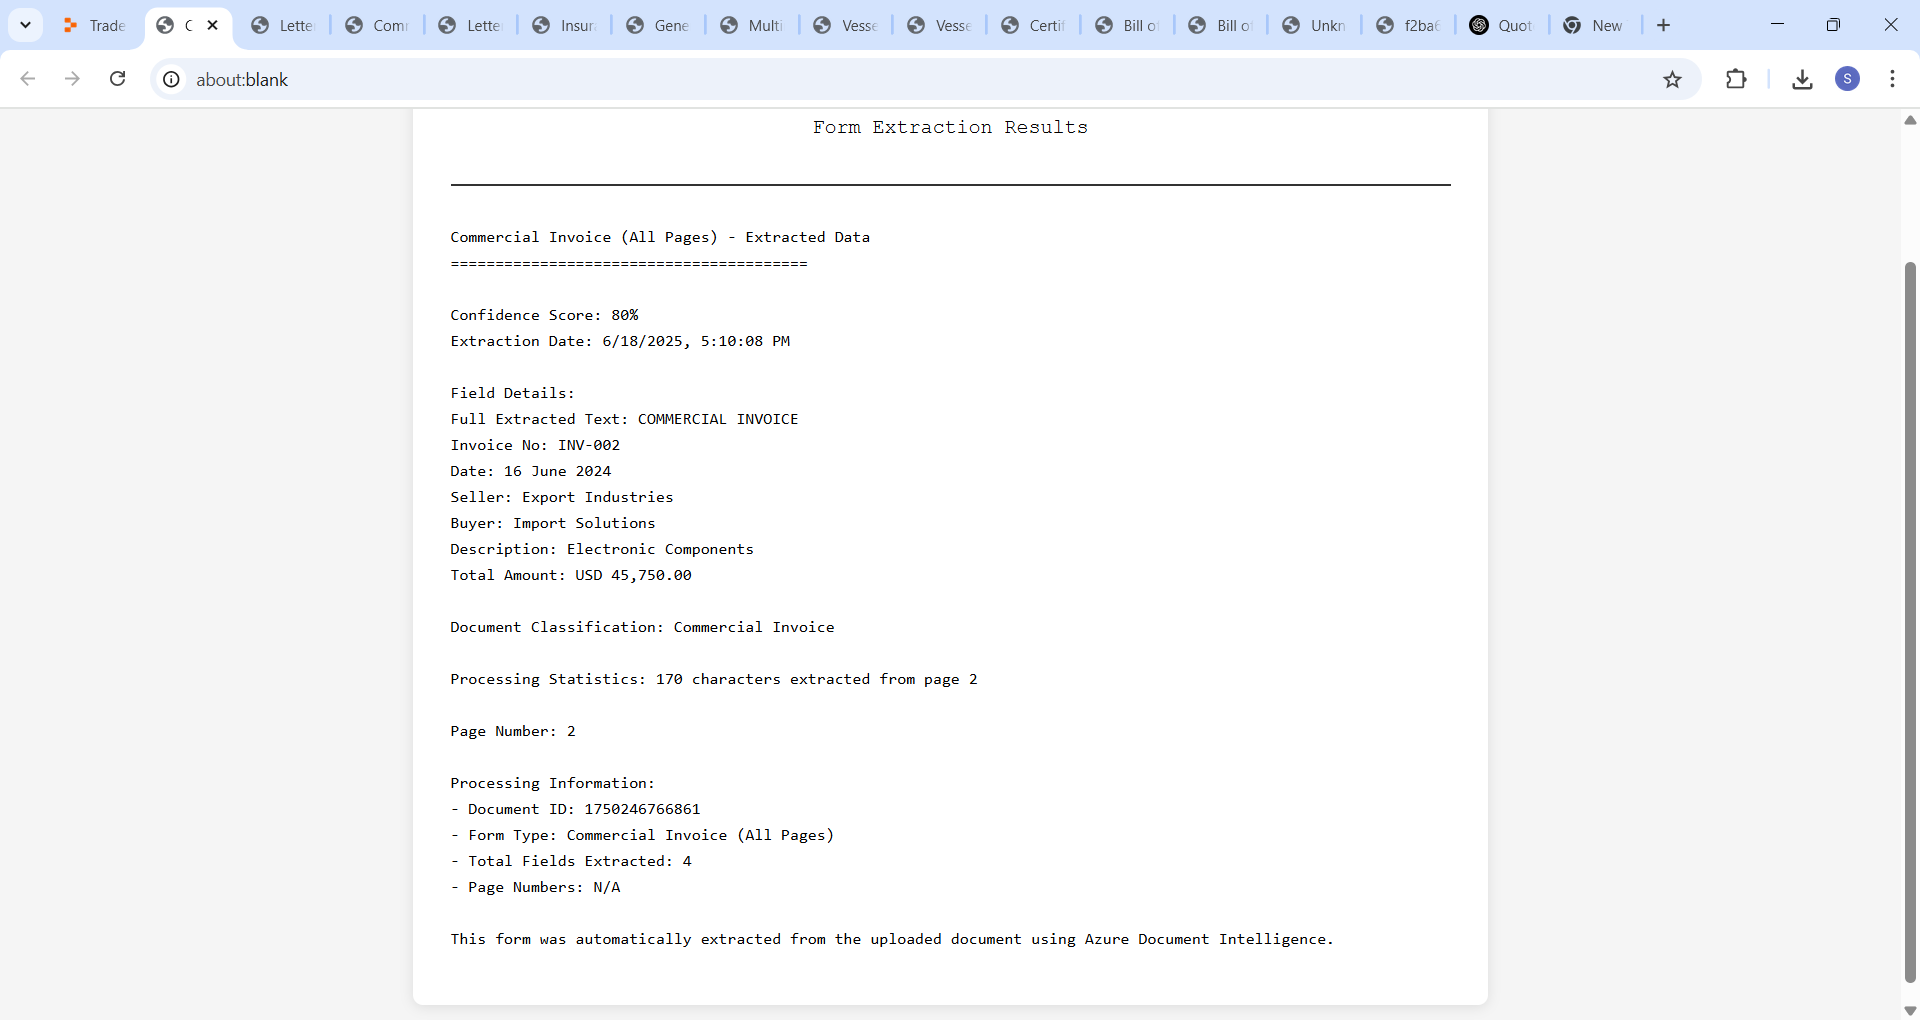 Trade
C
Lette
Com
Lette
Insur
Gene
Multi
Vesse
Vesse
Certif
Bill o
Bill of
Unkn
f2ba6
Quot
New
about:blank
S
Form Extraction Results
Commercial Invoice (All Pages) - Extracted Data
========================================
Confidence Score: 80%
Extraction Date: 6/18/2025, 5:10:08 PM
Field Details:
Full Extracted Text: COMMERCIAL INVOICE
Invoice No: INV-002
Date: 16 June 2024
Seller: Export Industries
Buyer: Import Solutions
Description: Electronic Components
Total Amount: USD 45,750.00
Document Classification: Commercial Invoice
Processing Statistics: 170 characters extracted from page 2
Page Number: 2
Processing Information:
- Document ID: 1750246766861
- Form Type: Commercial Invoice (All Pages)
- Total Fields Extracted: 4
- Page Numbers: N/A
This form was automatically extracted from the uploaded document using Azure Document Intelligence.